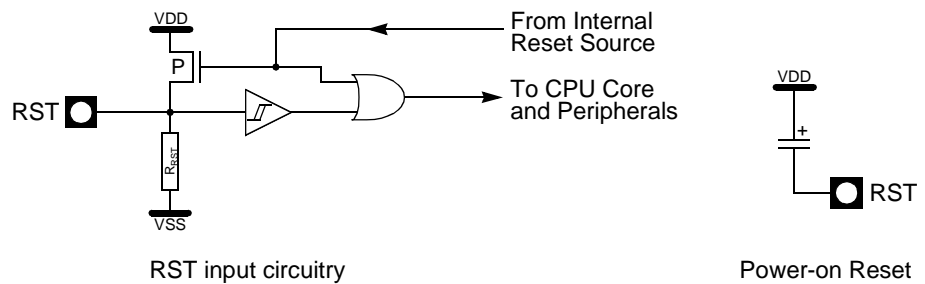 VDD
P
RST
R_RST
VSS
From Internal
Reset Source
To CPU Core
and Peripherals
RST input circuitry
VDD
+
RST
Power-on Reset